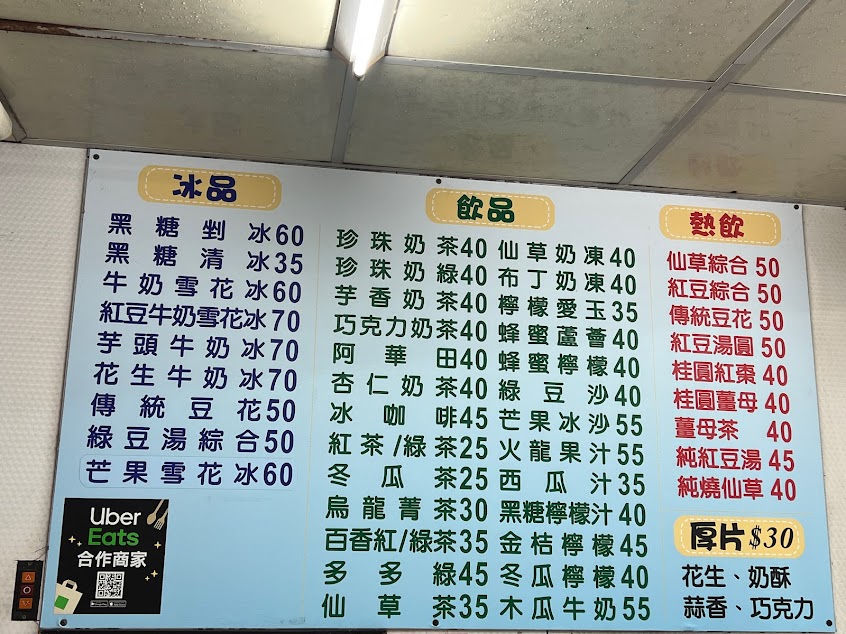 冰品
黑糖剉冰60
黑糖清冰35
牛奶雪花冰60
紅豆牛奶雪花冰70
芋頭牛奶冰70
花生牛奶冰70
傳統豆花50
綠豆湯綜合50
芒果雪花冰60
Uber
Eats
合作商家
飲品
珍珠奶茶40
珍珠奶綠40
芋香奶茶40
巧克力奶茶40
阿華田40
杏仁奶茶40
冰咖啡45
紅茶/綠茶25
冬瓜茶25
烏龍菁茶30
百香紅/綠茶35
多多綠45
仙草茶35
仙草奶凍40
布丁奶凍40
檸檬愛玉35
蜂蜜蘆薈40
蜂蜜檸檬40
綠豆沙40
芒果冰沙55
火龍果汁55
西瓜汁35
黑糖檸檬汁40
金桔檸檬45
冬瓜檸檬40
木瓜牛奶55
熱飲
仙草綜合50
紅豆綜合50
傳統豆花50
紅豆湯圓50
桂圓紅棗40
桂圓薑母40
薑母茶40
純紅豆湯45
純燒仙草40
厚片$30
花生、奶酥
蒜香、巧克力